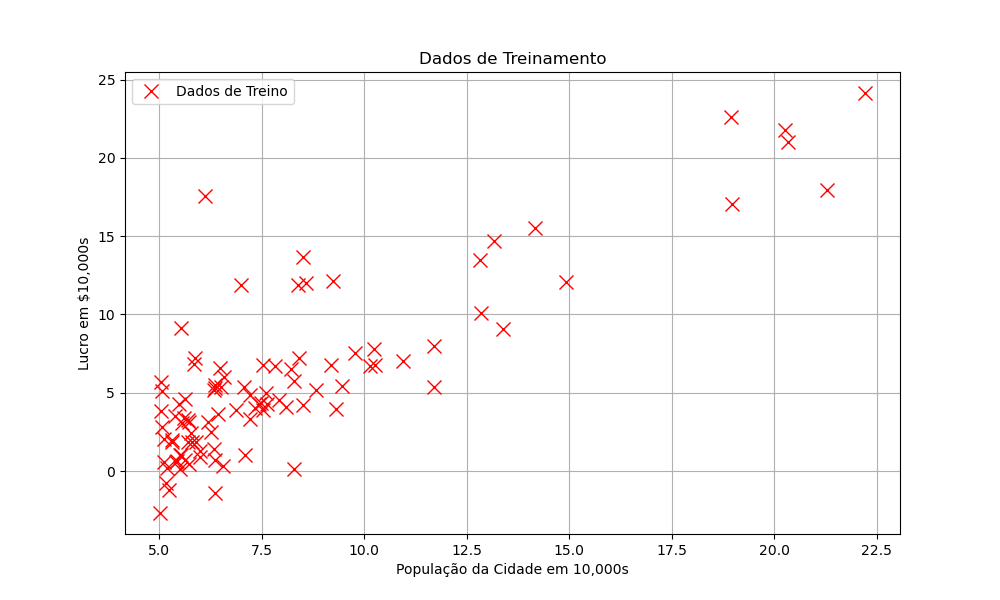 Dados de Treinamento
Dados de Treino
Lucro em $10,000s
25
20
15
10
5
0
5.0 7.5 10.0 12.5 15.0 17.5 20.0 22.5
População da Cidade em 10,000s